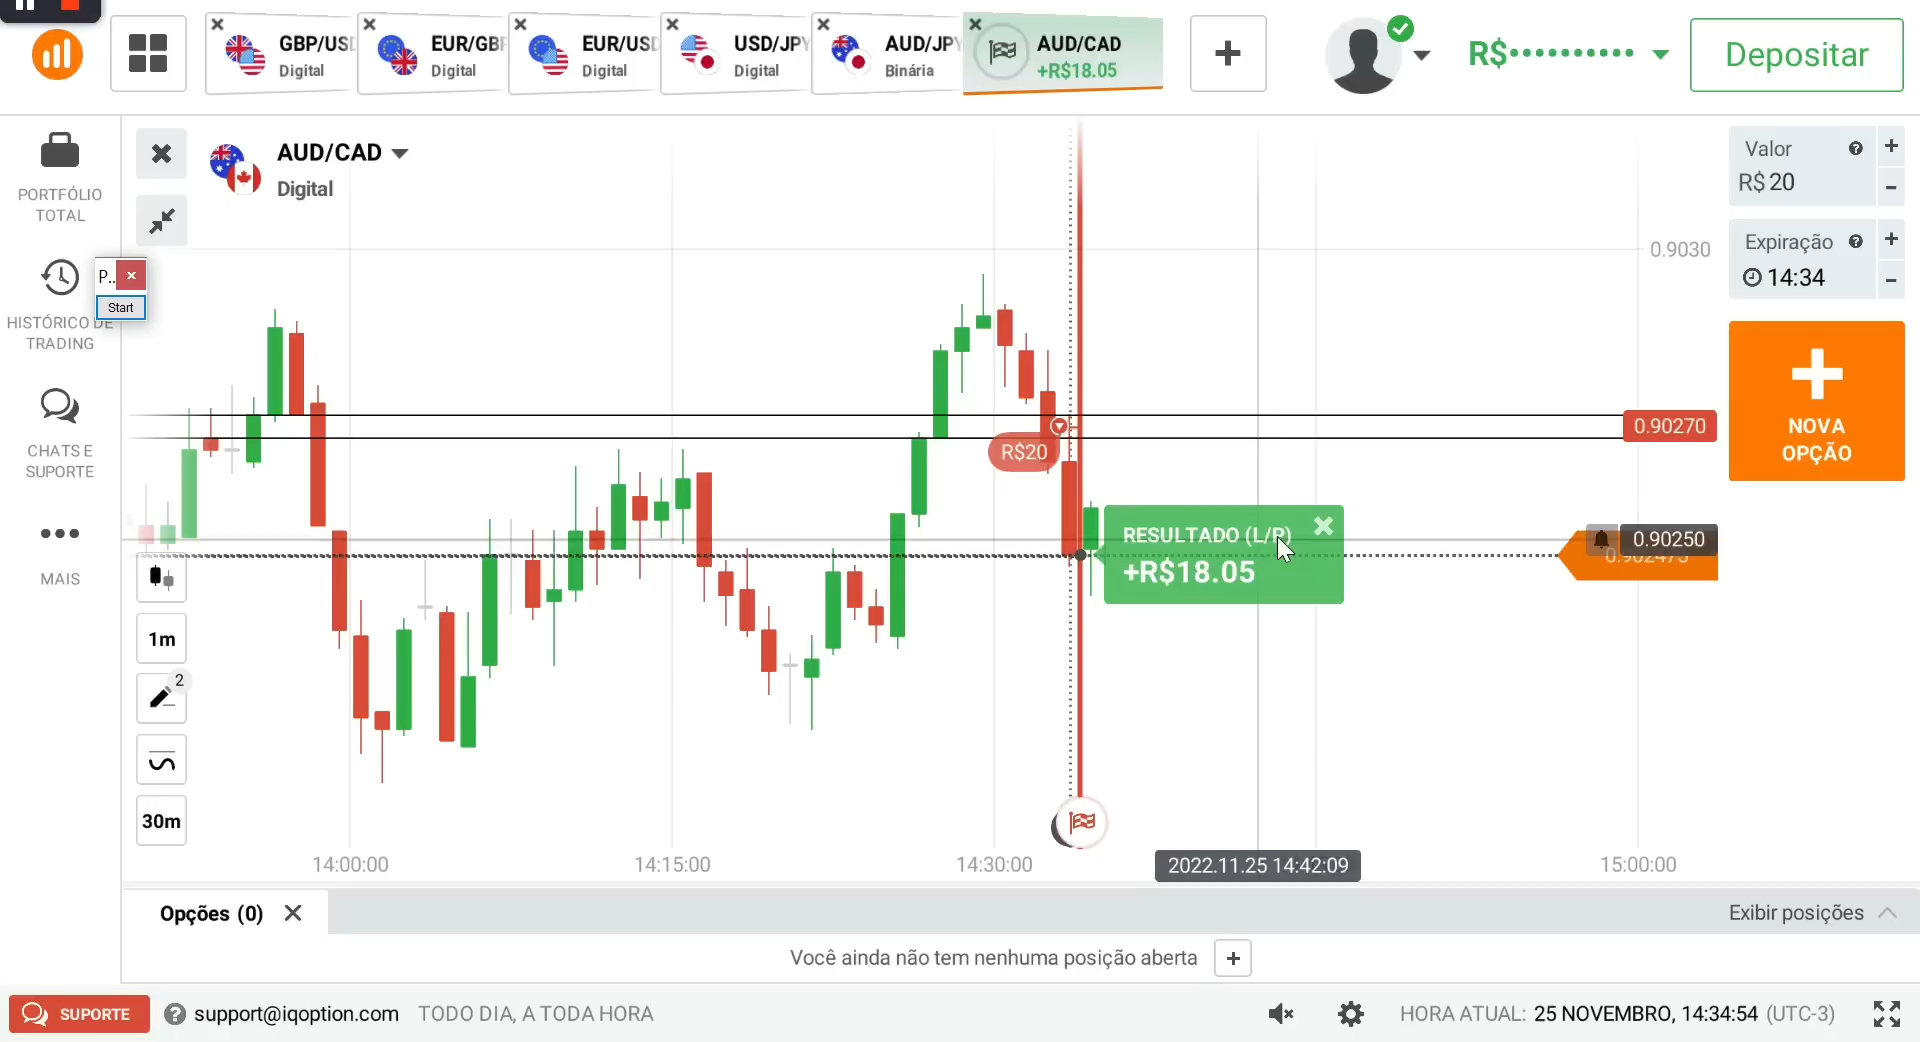 GBP/USD
Digital
EUR/GBP
Digital
EUR/USD
Digital
USD/JPY
Digital
AUD/JPY
Binária
AUD/CAD
+R$18.05
R$
Depositar
PORTFÓLIO
TOTAL
AUD/CAD
Digital
P..
Start
HISTÓRICO DE
TRADING
CHATS E
SUPORTE
MAIS
1m
2
30m
0.9030
0.90270
R$20
RESULTADO (L/P)
+R$18.05
0.90250
Valor
R$ 20
Expiração
14:34
NOVA
OPÇÃO
14:00:00
14:15:00
14:30:00
2022.11.25 14:42:09
15:00:00
Opções (0)
Exibir posições
Você ainda não tem nenhuma posição aberta
SUPORTE
support@iqoption.com
TODO DIA, A TODA HORA
HORA ATUAL: 25 NOVEMBRO, 14:34:54 (UTC-3)